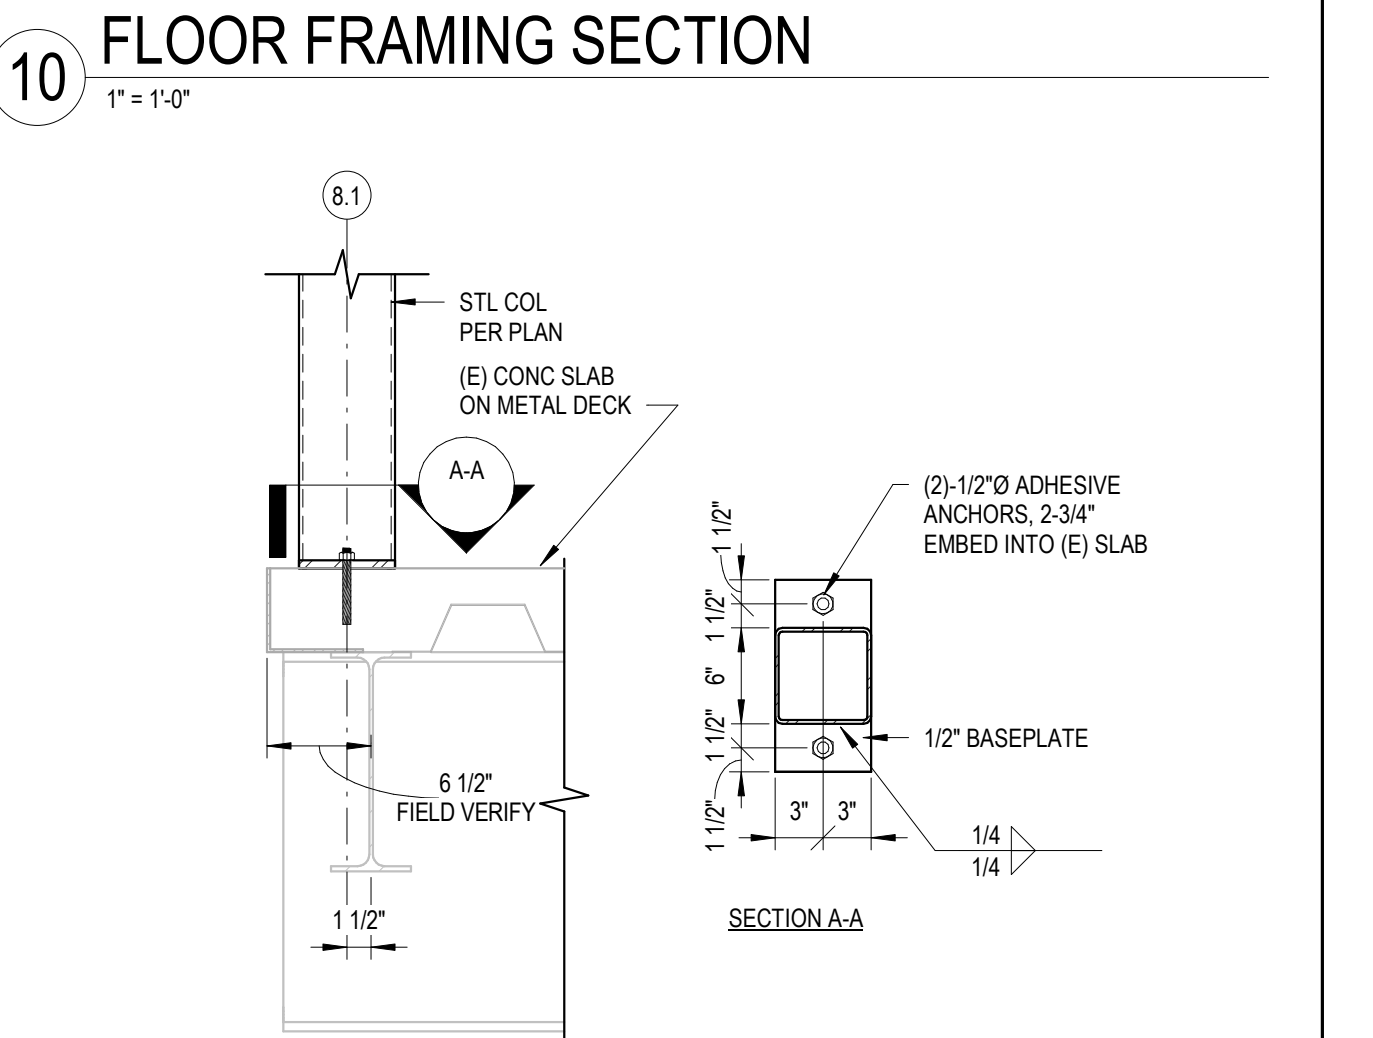 10
FLOOR FRAMING SECTION
1" = 1'-0"
8.1
STL COL
PER PLAN
(E) CONC SLAB
ON METAL DECK
A-A
6 1/2"
FIELD VERIFY
1 1/2"
(2)-1/2"Ø ADHESIVE
ANCHORS, 2-3/4"
EMBED INTO (E) SLAB
1 1/2"
1 1/2"
6"
1 1/2"
1 1/2"
1/2" BASEPLATE
3"
3"
1/4
1/4
SECTION A-A